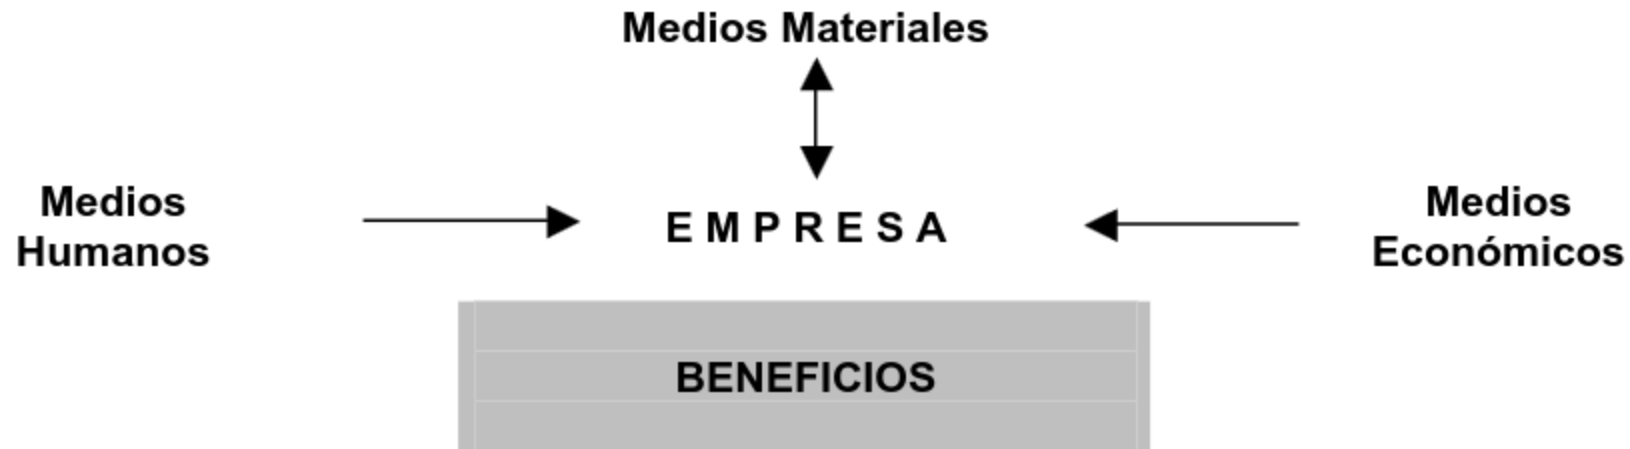 Medios Materiales
Medios
Humanos
E M P R E S A
Medios
Económicos
BENEFICIOS